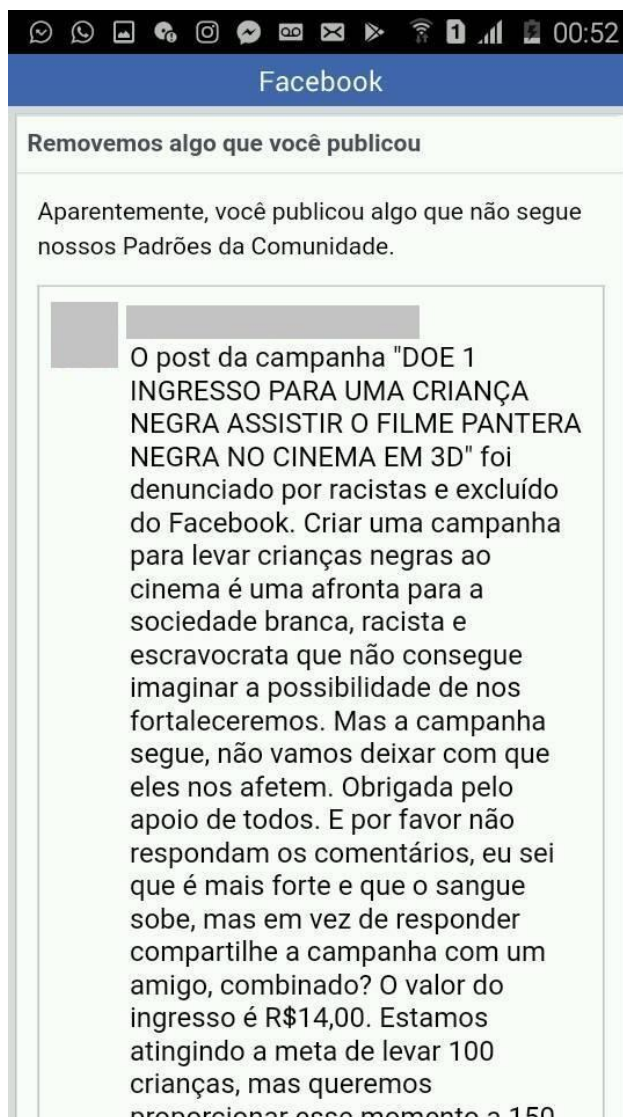 1
00:52
Facebook
Removemos algo que você publicou
Aparentemente, você publicou algo que não segue
nossos Padrões da Comunidade.
O post da campanha "DOE 1
INGRESSO PARA UMA CRIANÇA
NEGRA ASSISTIR O FILME PANTERA
NEGRA NO CINEMA EM 3D" foi
denunciado por racistas e excluído
do Facebook. Criar uma campanha
para levar crianças negras ao
cinema é uma afronta para a
sociedade branca, racista e
escravocrata que não consegue
imaginar a possibilidade de nos
fortaleceremos. Mas a campanha
segue, não vamos deixar com que
eles nos afetem. Obrigada pelo
apoio de todos. E por favor não
respondam os comentários, eu sei
que é mais forte e que o sangue
sobe, mas em vez de responder
compartilhe a campanha com um
amigo, combinado? O valor do
ingresso é R$14,00. Estamos
atingindo a meta de levar 100
crianças, mas queremos
proporcionar esse momento a 150